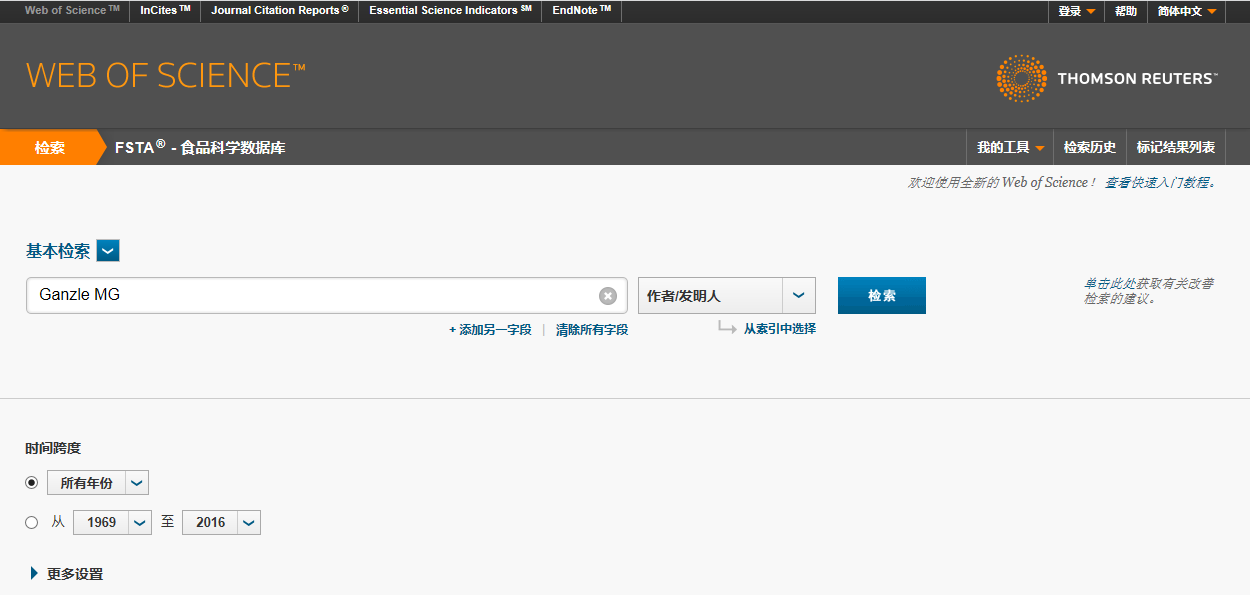 Web of Science™ InCites™ Journal Citation Reports® Essential Science Indicators℠ EndNote™ 登录 帮助 简体中文
WEB OF SCIENCE™
THOMSON REUTERS™
检索 FSTA® - 食品科学数据库 我的工具 检索历史 标记结果列表
欢迎使用全新的 Web of Science！ 查看快速入门教程。
基本检索
Ganzle MG 作者/发明人 检索
单击此处获取有关改善
检索的建议。
+ 添加另一字段 | 清除所有字段 从索引中选择
时间跨度
所有年份
从 1969 至 2016
更多设置